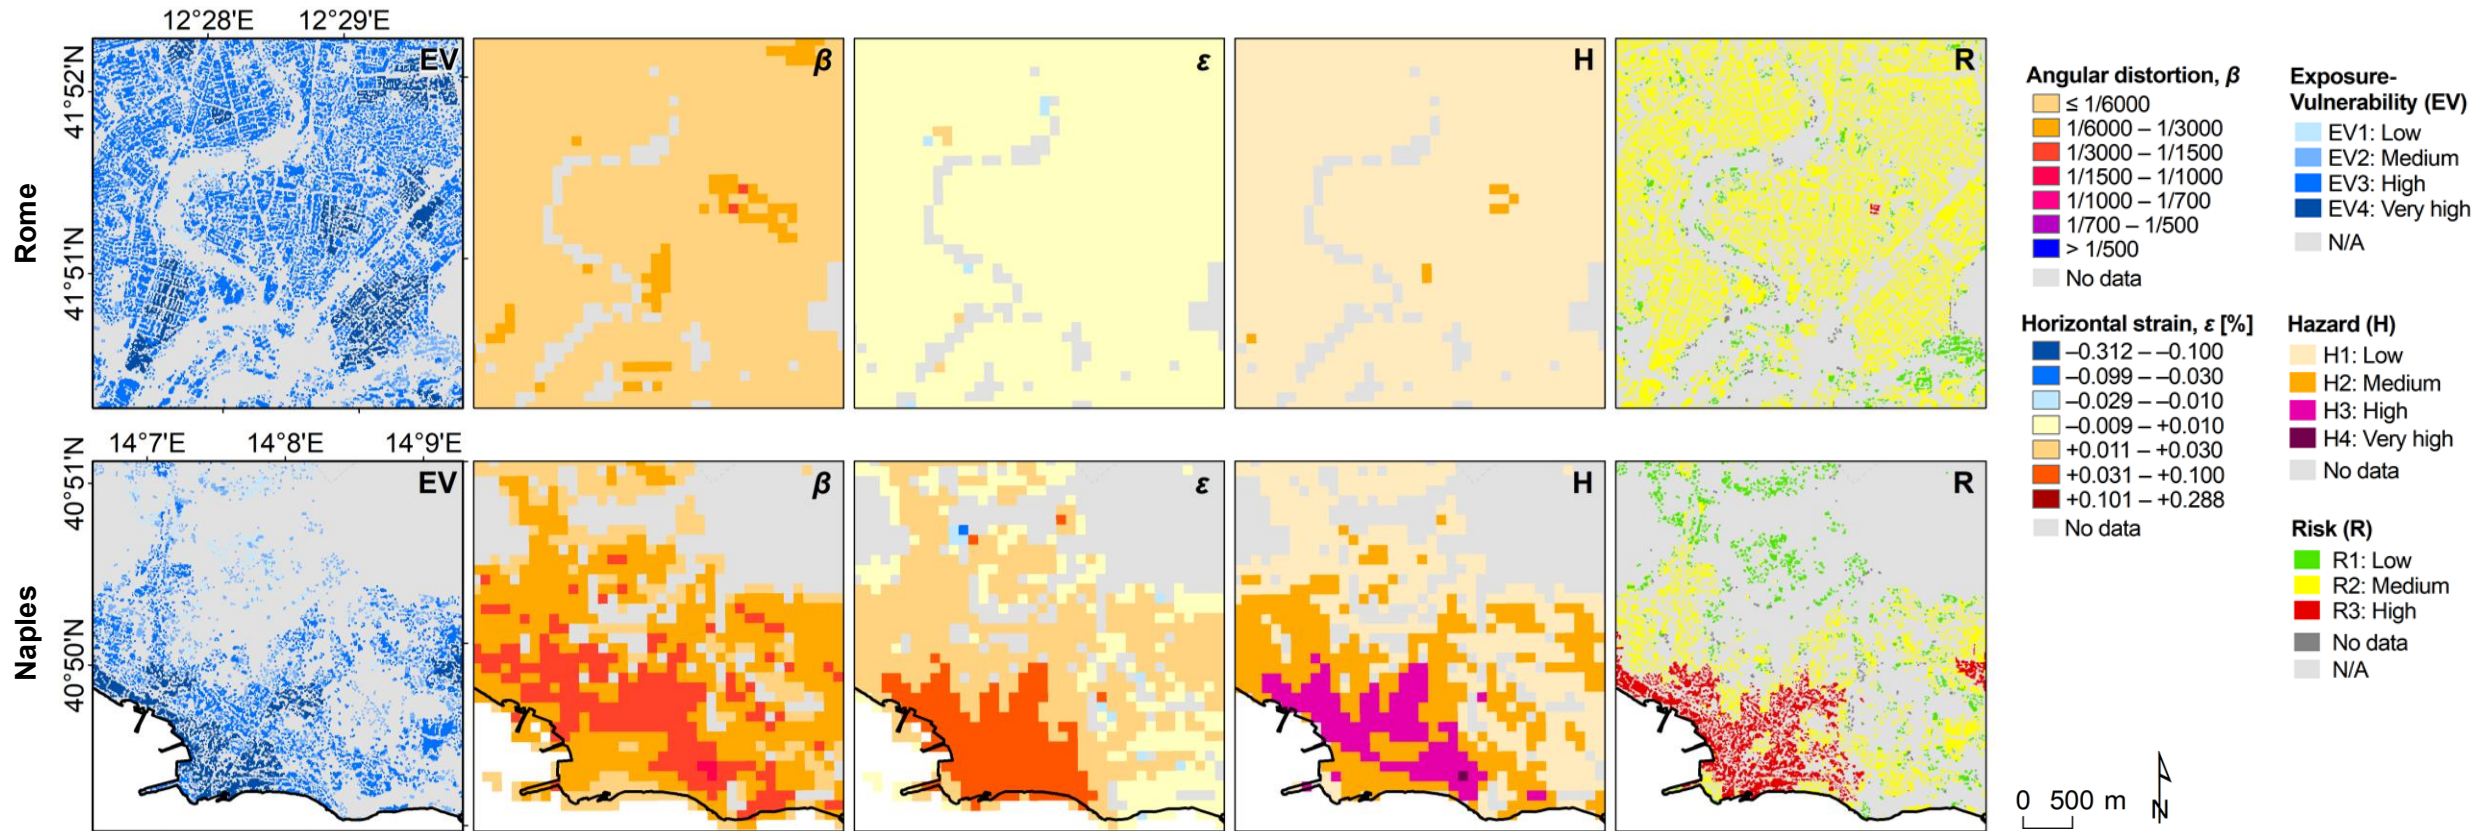 12°28'E 12°29'E
41°52'N
41°51'N
Rome
EV
β
ε
H
R
14°7'E 14°8'E 14°9'E
40°51'N
40°50'N
Naples
EV
β
ε
H
R
Angular distortion, β
≤ 1/6000
1/6000 – 1/3000
1/3000 – 1/1500
1/1500 – 1/1000
1/1000 – 1/700
1/700 – 1/500
> 1/500
No data
Horizontal strain, ε [%]
–0.312 – –0.100
–0.099 – –0.030
–0.029 – –0.010
–0.009 – +0.010
+0.011 – +0.030
+0.031 – +0.100
+0.101 – +0.288
No data
Exposure-
Vulnerability (EV)
EV1: Low
EV2: Medium
EV3: High
EV4: Very high
N/A
Hazard (H)
H1: Low
H2: Medium
H3: High
H4: Very high
No data
Risk (R)
R1: Low
R2: Medium
R3: High
No data
N/A
0 500 m
N